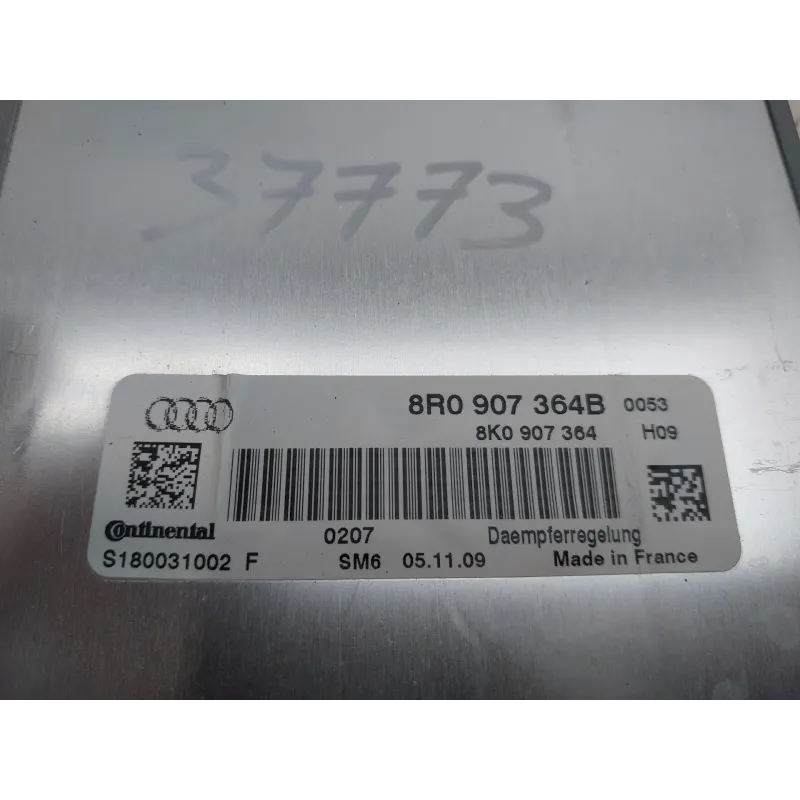 37773
8R0 907 364B 0053
8K0 907 364 H09
Continental 0207 Daempferregelung
S180031002 F SM6 05.11.09 Made in France